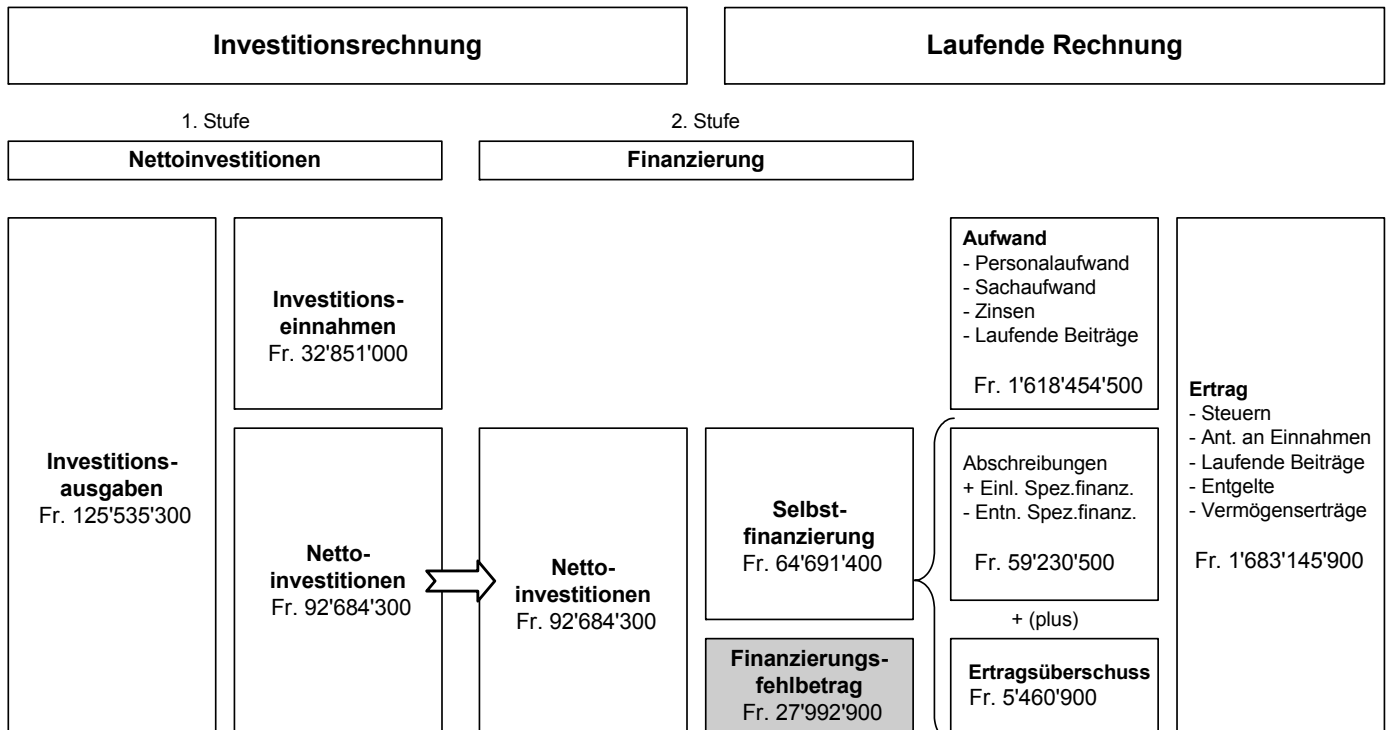 Investitionsrechnung
Laufende Rechnung
1. Stufe
2. Stufe
Nettoinvestitionen
Finanzierung
Investitions-
ausgaben
Fr. 125'535'300
Investitions-
einnahmen
Fr. 32'851'000
Netto-
investitionen
Fr. 92'684'300
Netto-
investitionen
Fr. 92'684'300
Selbst-
finanzierung
Fr. 64'691'400
Finanzierungs-
fehlbetrag
Fr. 27'992'900
Aufwand
- Personalaufwand
- Sachaufwand
- Zinsen
- Laufende Beiträge
Fr. 1'618'454'500
Abschreibungen
+ Einl. Spez.finanz.
- Entn. Spez.finanz.
Fr. 59'230'500
+ (plus)
Ertragsüberschuss
Fr. 5'460'900
Ertrag
- Steuern
- Ant. an Einnahmen
- Laufende Beiträge
- Entgelte
- Vermögenserträge
Fr. 1'683'145'900